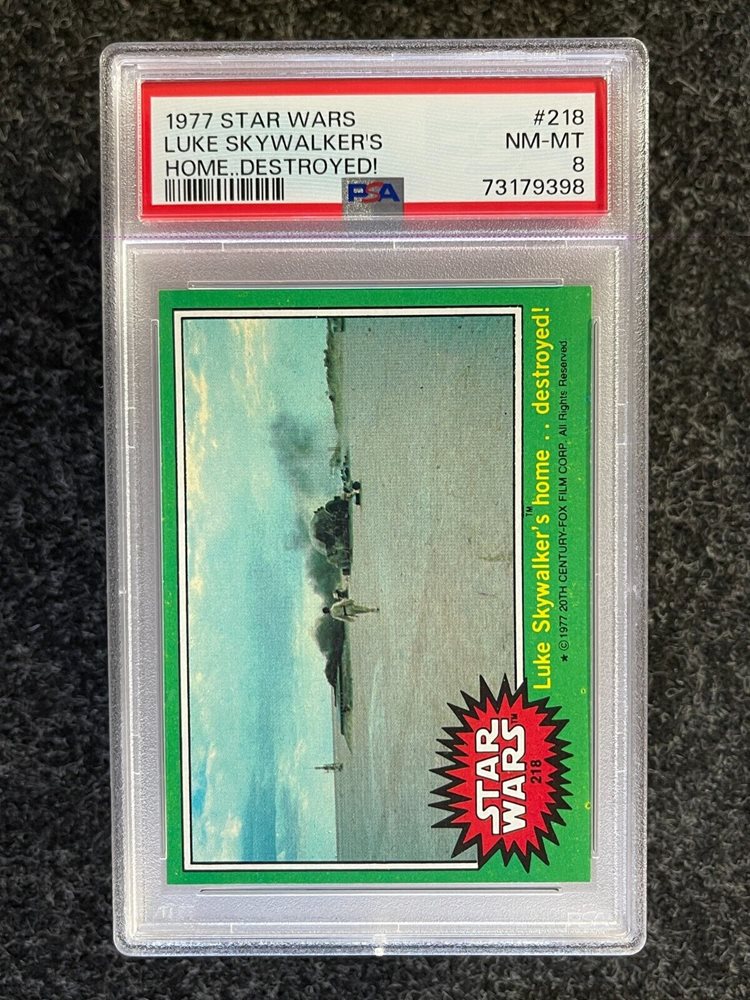 1977 STAR WARS #218
LUKE SKYWALKER'S NM-MT
HOME..DESTROYED! 8
PSA 73179398
Luke Skywalker's™ home . . destroyed!
★ ©1977 20TH CENTURY-FOX FILM CORP. All Rights Reserved.
STAR
WARS™
218